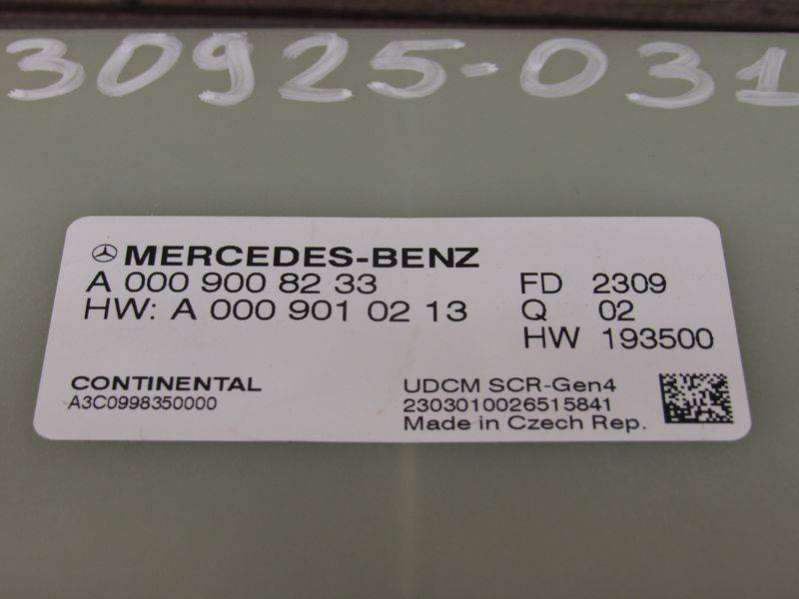 30925-031
MERCEDES-BENZ
A 000 900 82 33 FD 2309
HW: A 000 901 02 13 Q 02
HW 193500
CONTINENTAL UDCM SCR-Gen4
A3C0998350000 2303010026515841
Made in Czech Rep.